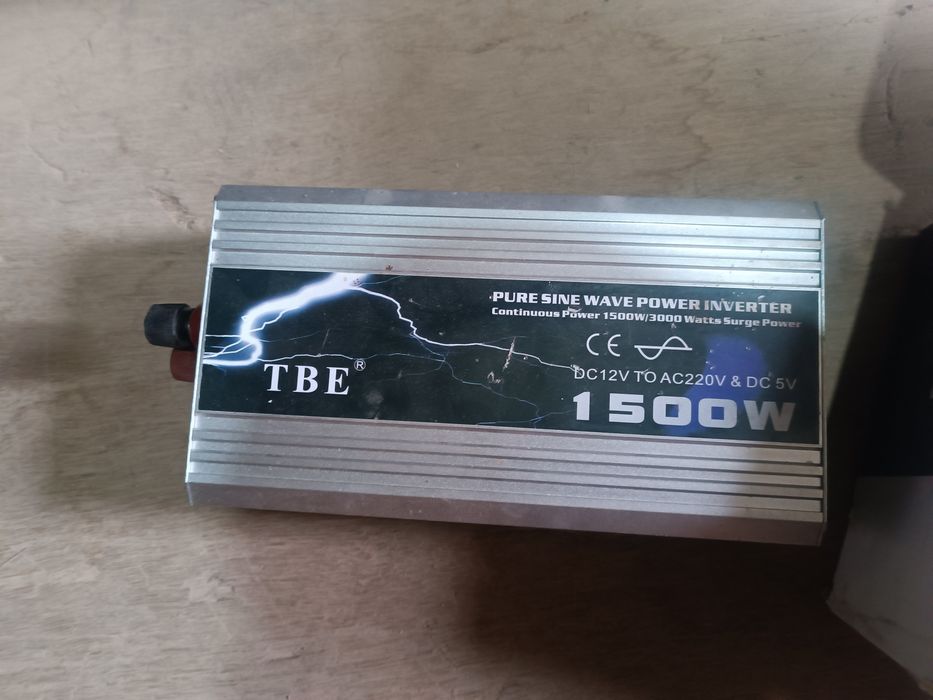 PURE SINE WAVE POWER INVERTER
Continuous Power 1500W/3000 Watts Surge Power
CE
TBE®
DC12V TO AC220V & DC 5V
1500W